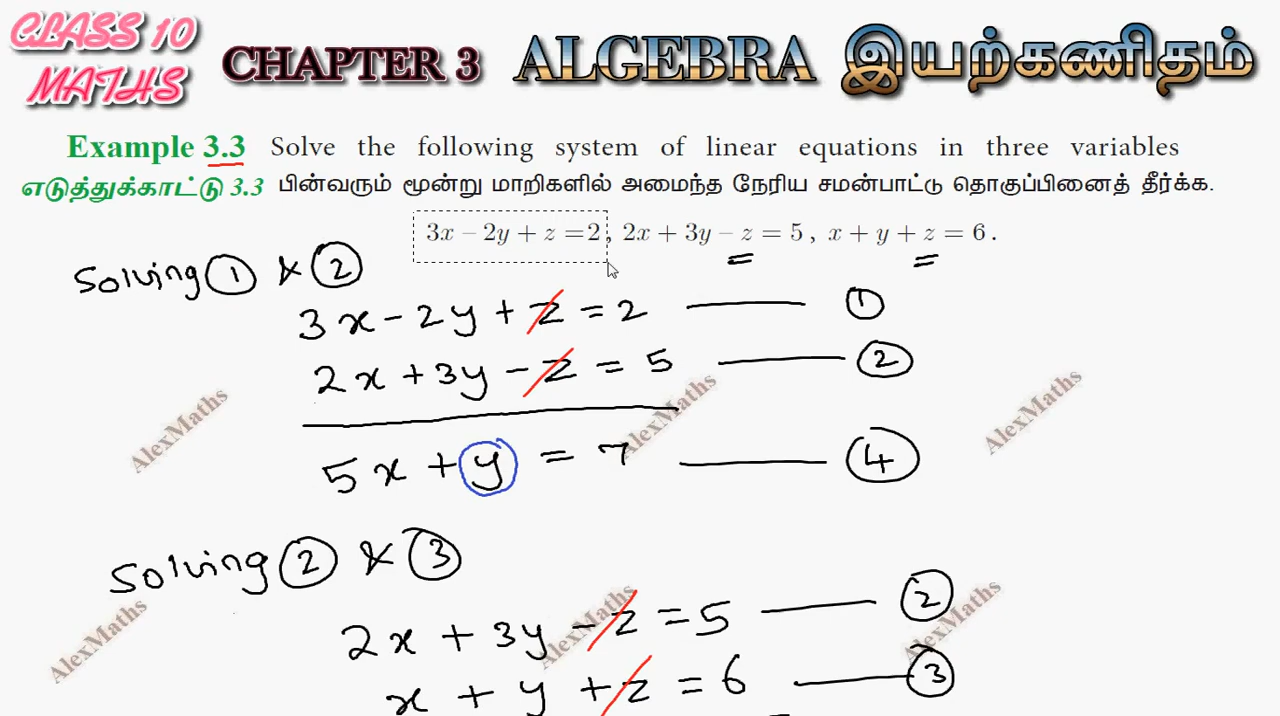 CLASS 10
MATHS
CHAPTER 3 ALGEBRA இயற்கணிதம்
Example 3.3 Solve the following system of linear equations in three variables
எடுத்துக்காட்டு 3.3 பின்வரும் மூன்று மாறிகளில் அமைந்த நேரிய சமன்பாட்டு தொகுப்பினைத் தீர்க்க.
3x – 2y + z = 2, 2x + 3y – z = 5, x + y + z = 6.
Solving ① & ②
3x - 2y + z = 2 —— ①
2x + 3y - z = 5 —— ②
AlexMaths AlexMaths AlexMaths
5x + y = 7 —— ④
Solving ② & ③
2x + 3y - z = 5 —— ②
AlexMaths AlexMaths AlexMaths
x + y + z = 6 —— ③